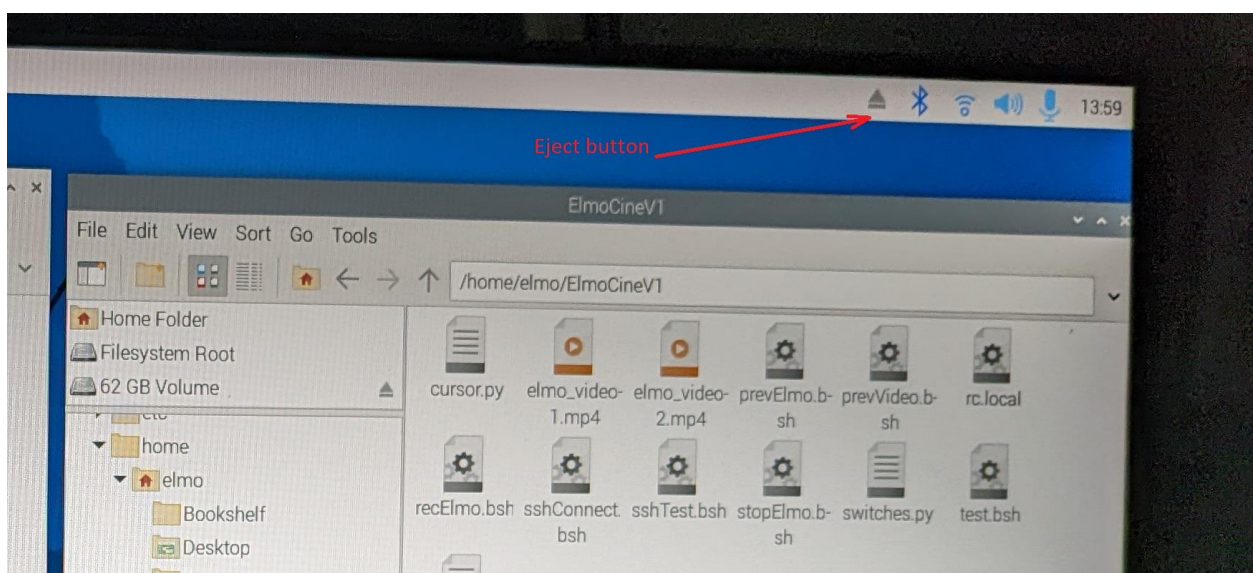 13:59
Eject button
ElmoCineV1
File Edit View Sort Go Tools
/home/elmo/ElmoCineV1
Home Folder
Filesystem Root
62 GB Volume
home
elmo
Bookshelf
Desktop
cursor.py
elmo_video-
1.mp4
elmo_video-
2.mp4
prevElmo.b-
sh
prevVideo.b-
sh
rc.local
recElmo.bsh
sshConnect.
bsh
sshTest.bsh
stopElmo.b-
sh
switches.py
test.bsh